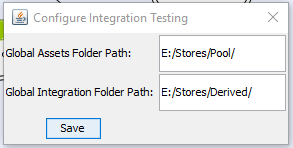 Configure Integration Testing
Global Assets Folder Path: E:/Stores/Pool/
Global Integration Folder Path: E:/Stores/Derived/
Save